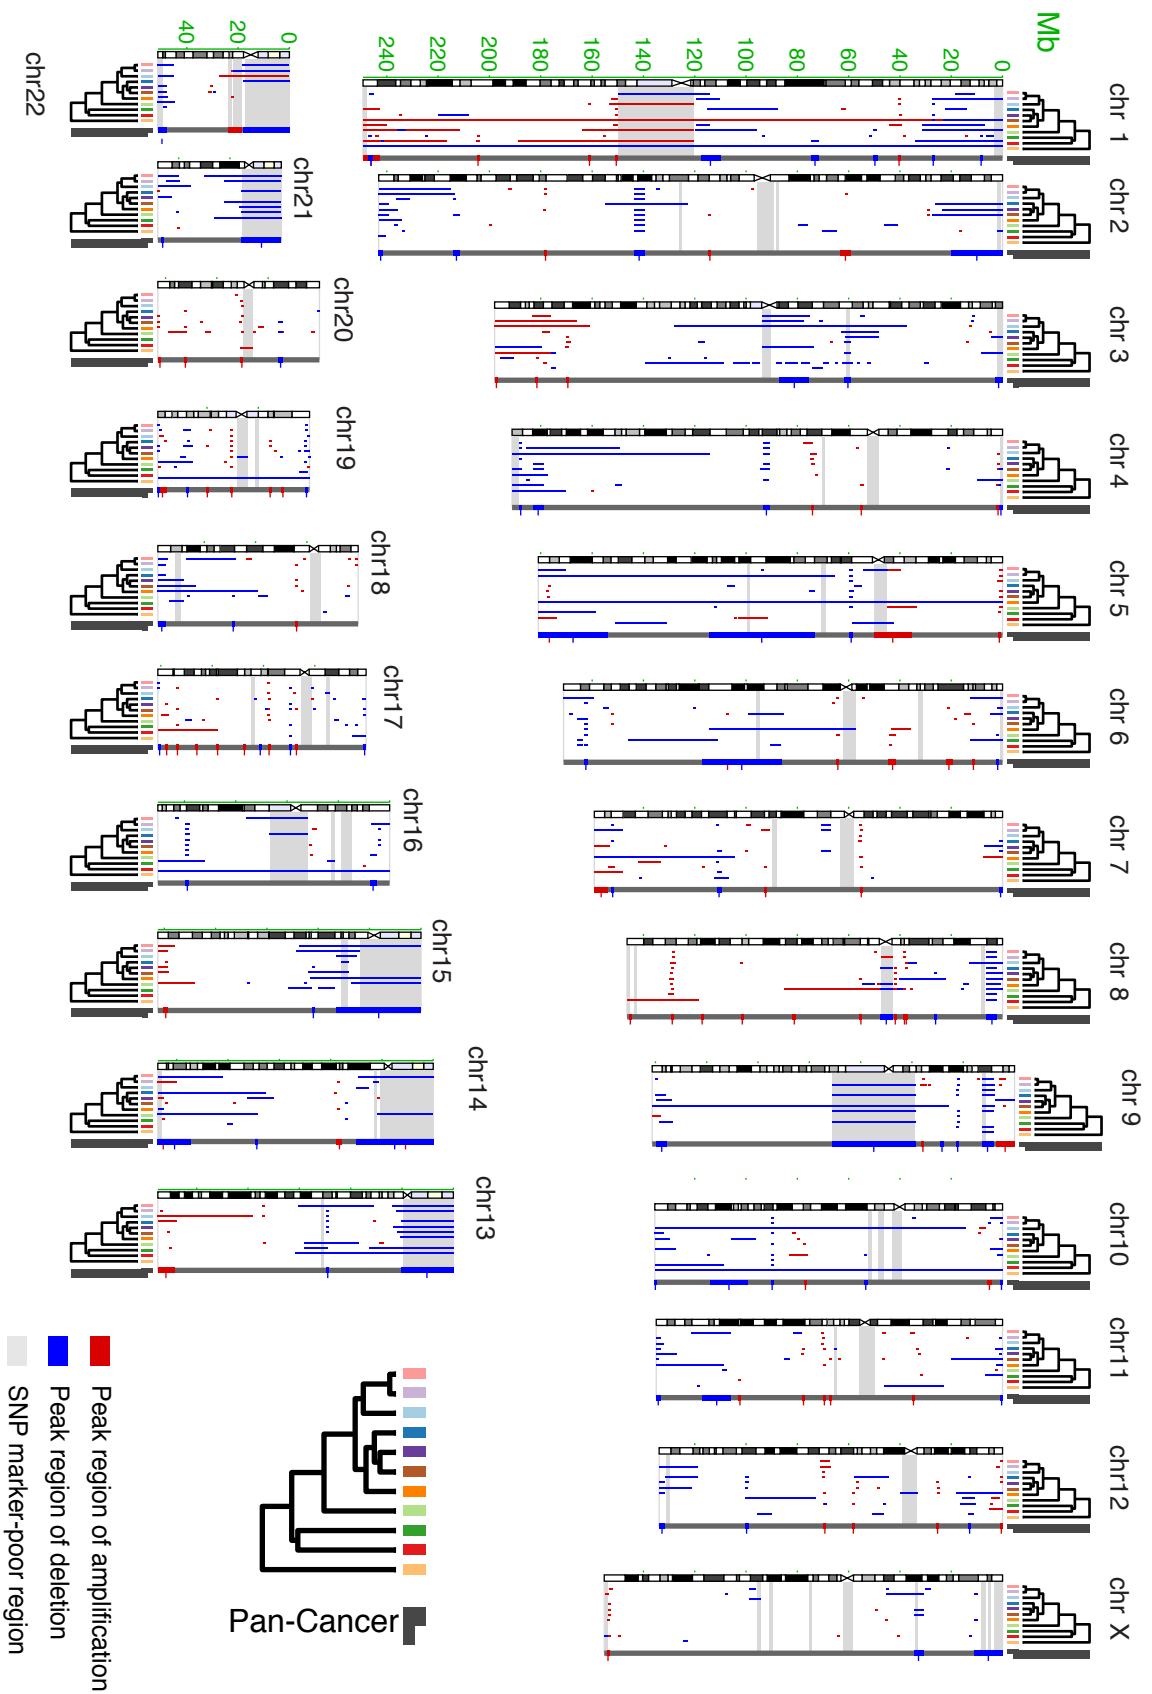 Mb
0
20
40
60
80
100
120
140
160
180
200
220
240
chr 1
chr 2
chr 3
chr 4
chr 5
chr 6
chr 7
chr 8
chr 9
chr10
chr11
chr12
chr X
0
20
40
chr22
chr21
chr20
chr19
chr18
chr17
chr16
chr15
chr14
chr13
Pan-Cancer
Peak region of amplification
Peak region of deletion
SNP marker-poor region